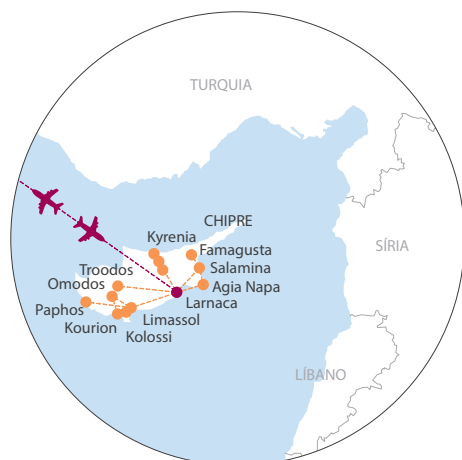 TURQUIA
CHIPRE
Kyrenia
Famagusta
SÍRIA
Troodos
Salamina
Omodos
Agia Napa
Paphos
Larnaca
Limassol
Kourion
Kolossi
LÍBANO